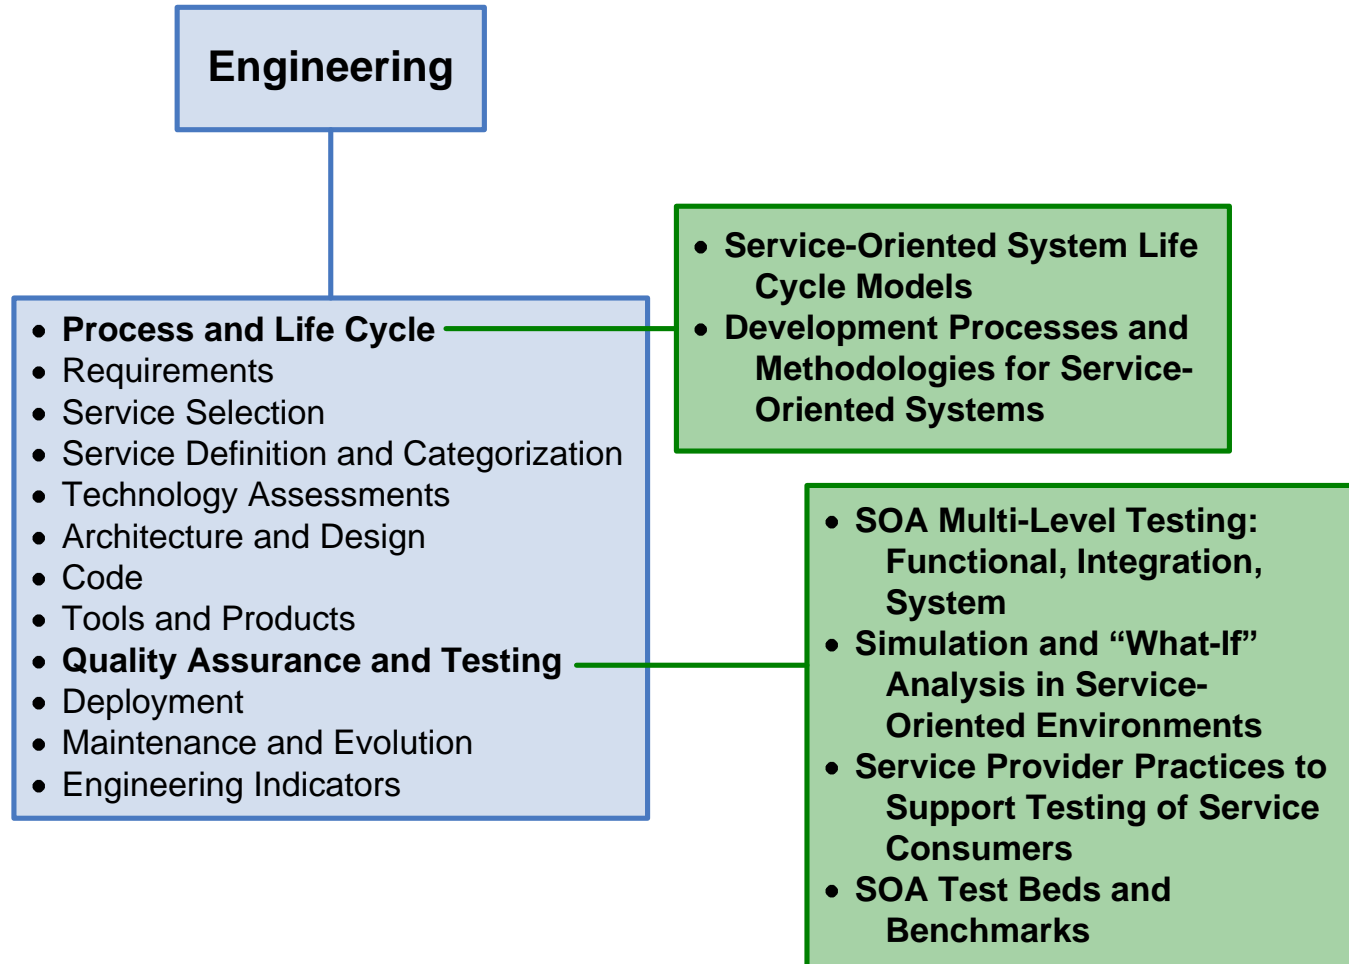 Engineering
• Process and Life Cycle
• Requirements
• Service Selection
• Service Definition and Categorization
• Technology Assessments
• Architecture and Design
• Code
• Tools and Products
• Quality Assurance and Testing
• Deployment
• Maintenance and Evolution
• Engineering Indicators
• Service-Oriented System Life
Cycle Models
• Development Processes and
Methodologies for Service-
Oriented Systems
• SOA Multi-Level Testing:
Functional, Integration,
System
• Simulation and “What-If”
Analysis in Service-
Oriented Environments
• Service Provider Practices to
Support Testing of Service
Consumers
• SOA Test Beds and
Benchmarks